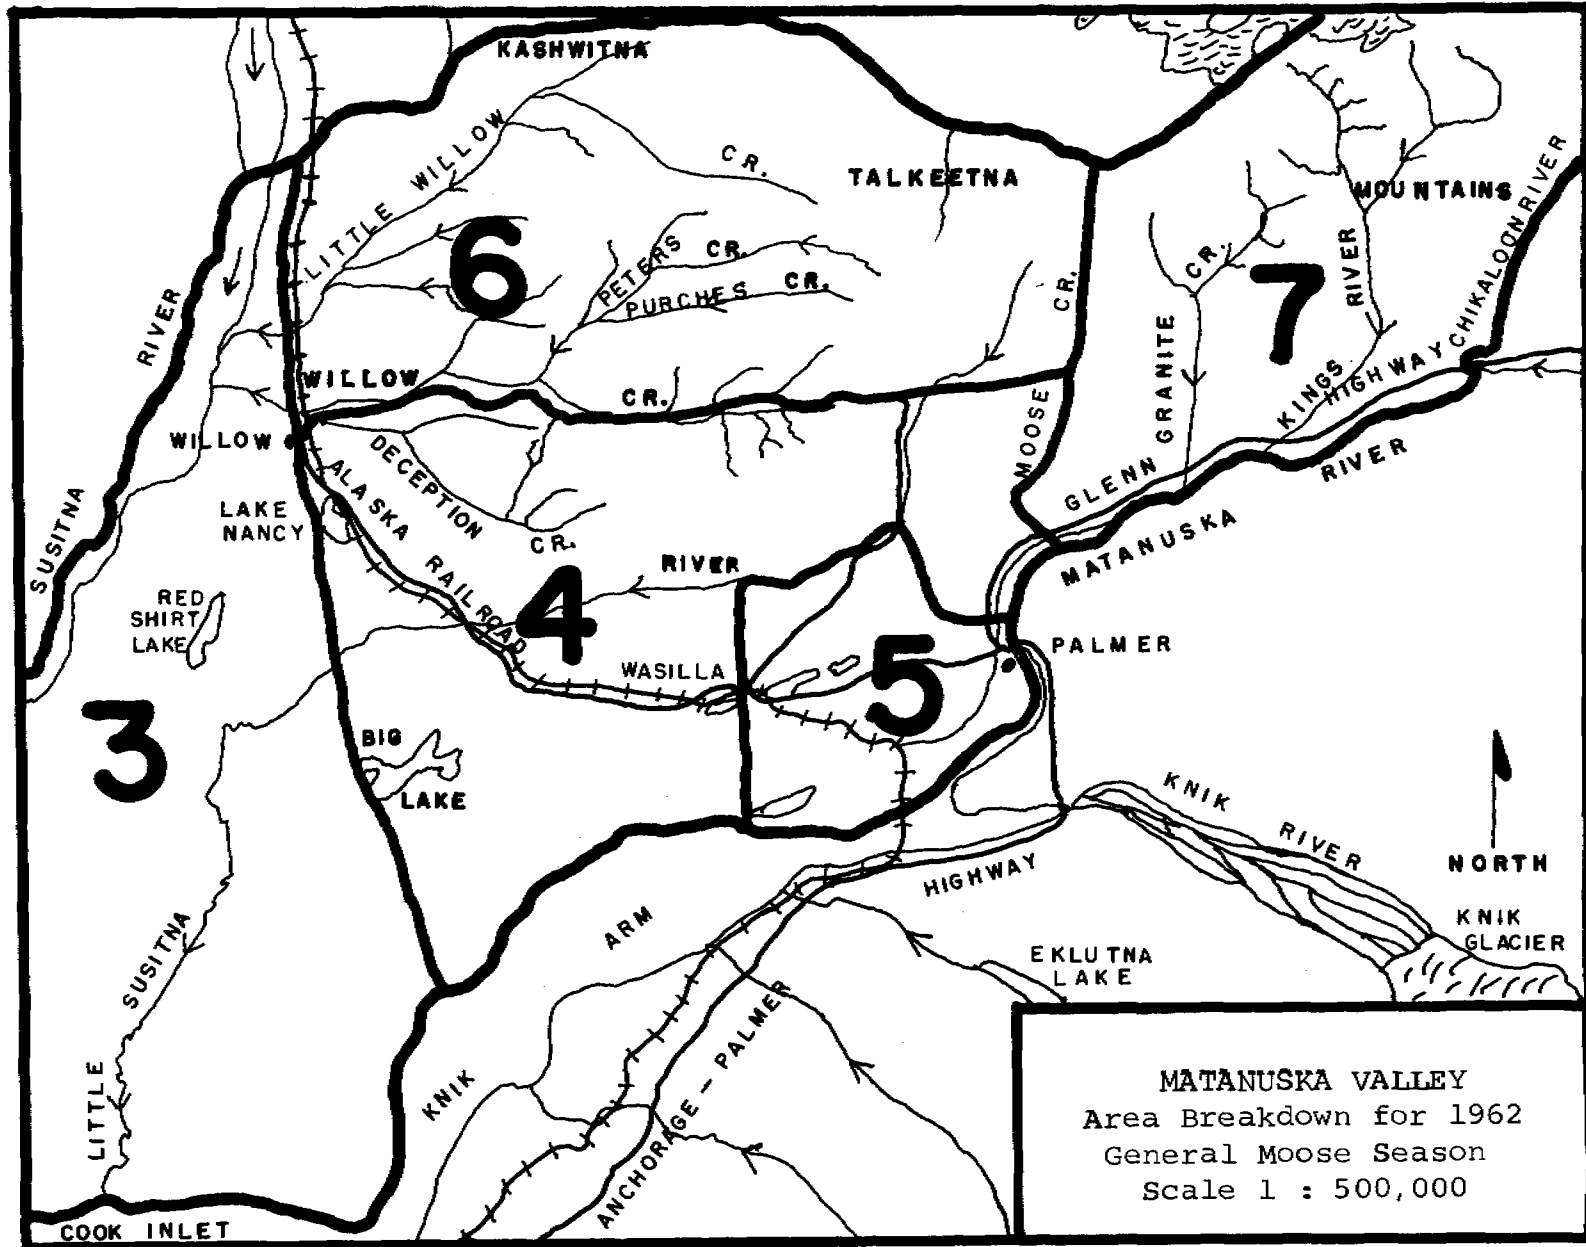 KASHWITNA
LITTLE WILLOW CR.
TALKEETNA
MOUNTAINS
CHIKALOON RIVER
6
PETERS CR.
PURCHES CR.
MOOSE CR.
GRANITE CR.
7
KINGS RIVER
GLENN HIGHWAY
MATANUSKA RIVER
SUSITNA RIVER
WILLOW CR.
WILLOW
DECEPTION CR.
ALASKA RAILROAD
LAKE
NANCY
RED
SHIRT
LAKE
RIVER
4
WASILLA
5
PALMER
3
BIG
LAKE
KNIK RIVER
NORTH
KNIK
GLACIER
HIGHWAY
EKLUTNA
LAKE
KNIK ARM
ANCHORAGE - PALMER
LITTLE SUSITNA
COOK INLET
MATANUSKA VALLEY
Area Breakdown for 1962
General Moose Season
Scale 1 : 500,000